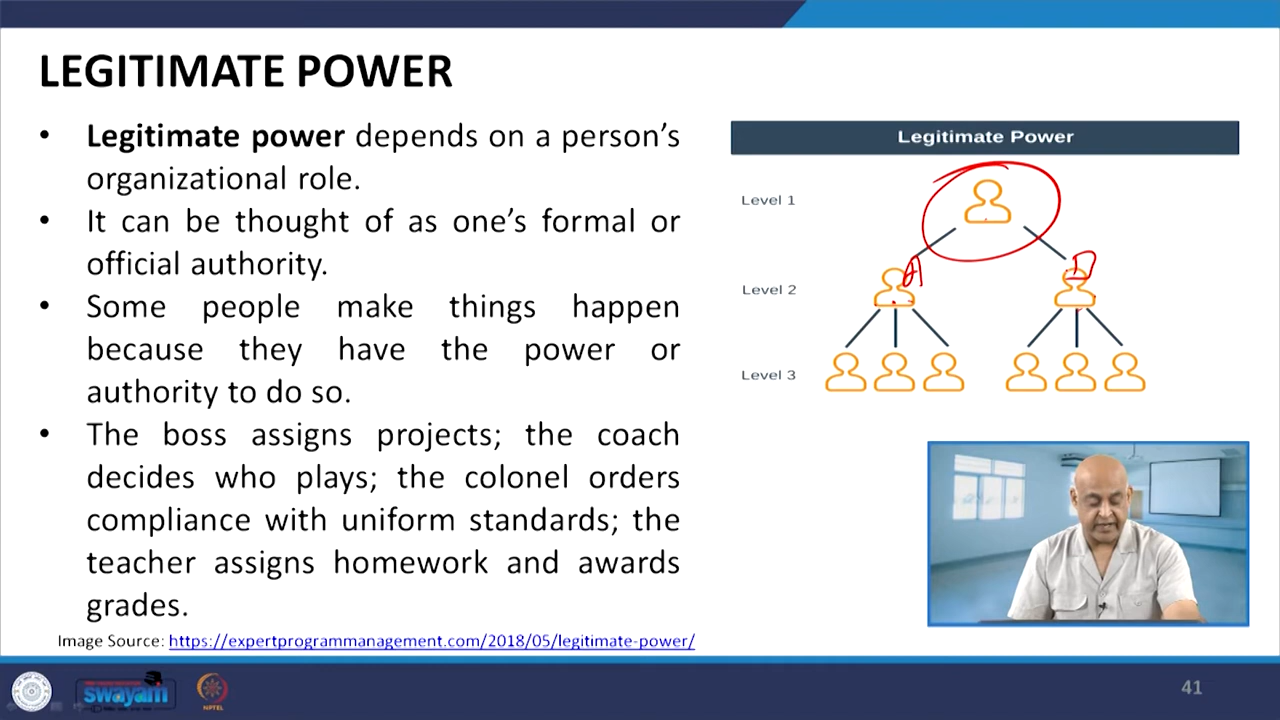 LEGITIMATE POWER
• Legitimate power depends on a person's
organizational role.
• It can be thought of as one's formal or
official authority.
• Some people make things happen
because they have the power or
authority to do so.
• The boss assigns projects; the coach
decides who plays; the colonel orders
compliance with uniform standards; the
teacher assigns homework and awards
grades.
Image Source: https://expertprogrammanagement.com/2018/05/legitimate-power/
Legitimate Power
Level 1
Level 2
A
D
Level 3
swayam
NPTEL
41